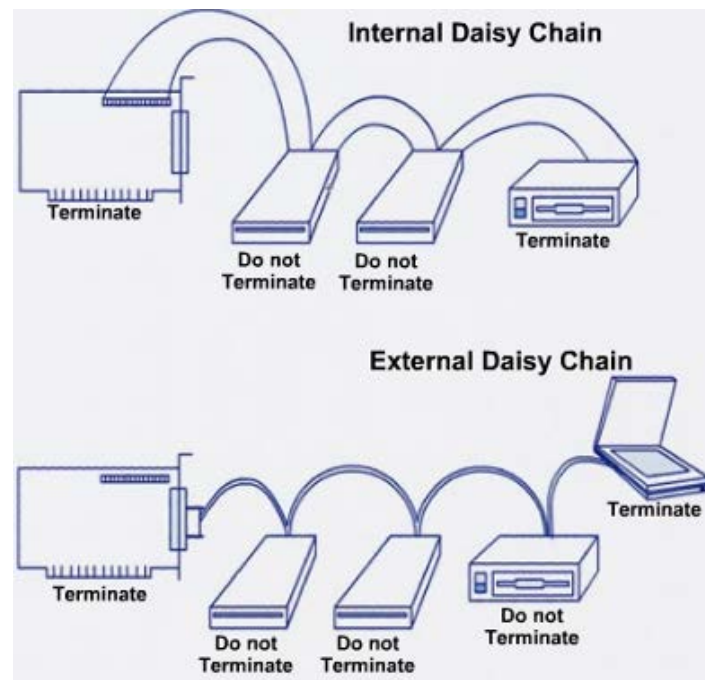 Internal Daisy Chain
Terminate
Do not
Terminate
Do not
Terminate
Terminate
External Daisy Chain
Terminate
Do not
Terminate
Do not
Terminate
Do not
Terminate
Terminate